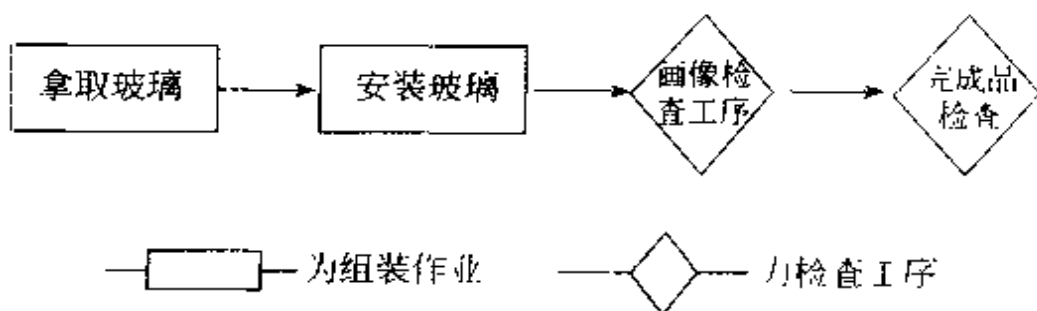 拿取玻璃
安装玻璃
画像检
查工序
完成品
检查
为组装作业
为检查工序